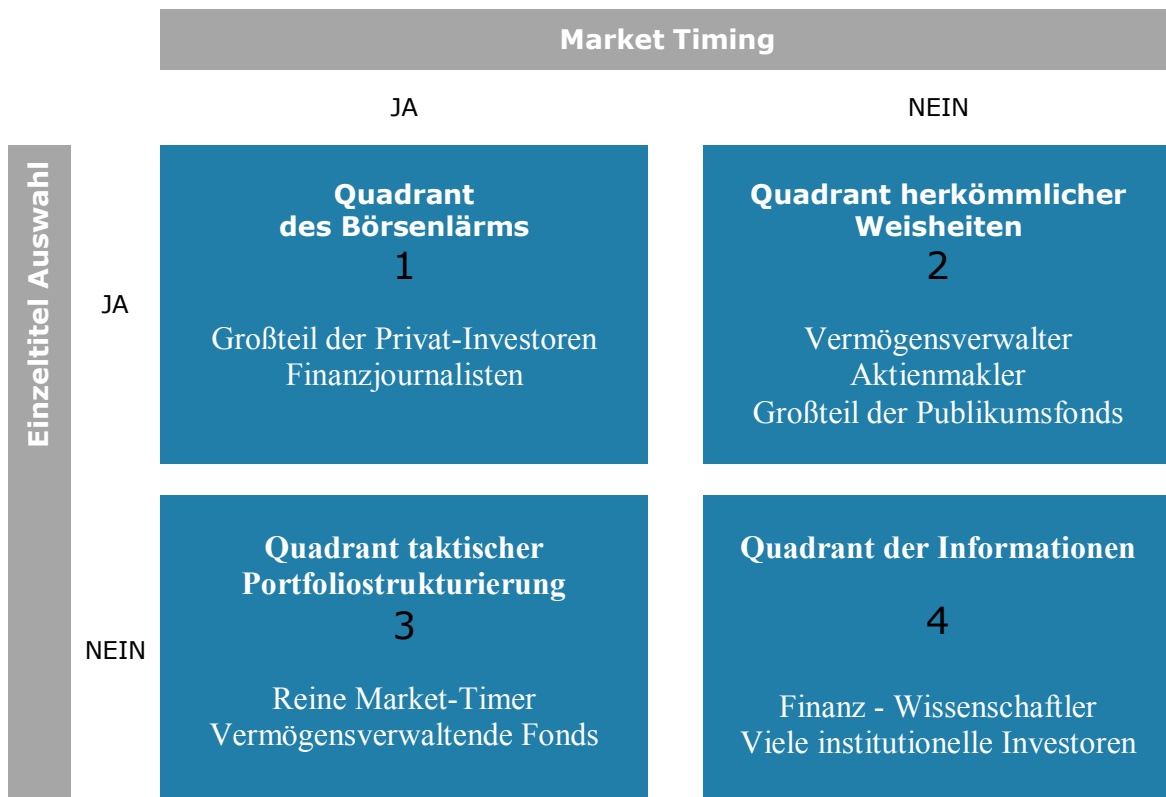 Market Timing
JA
NEIN
Einzeltitel Auswahl
JA
Quadrant
des Börsenlärms
1
Großteil der Privat-Investoren
Finanzjournalisten
Quadrant herkömmlicher
Weisheiten
2
Vermögensverwalter
Aktienmakler
Großteil der Publikumsfonds
NEIN
Quadrant taktischer
Portfoliostrukturierung
3
Reine Market-Timer
Vermögensverwaltende Fonds
Quadrant der Informationen
4
Finanz - Wissenschaftler
Viele institutionelle Investoren